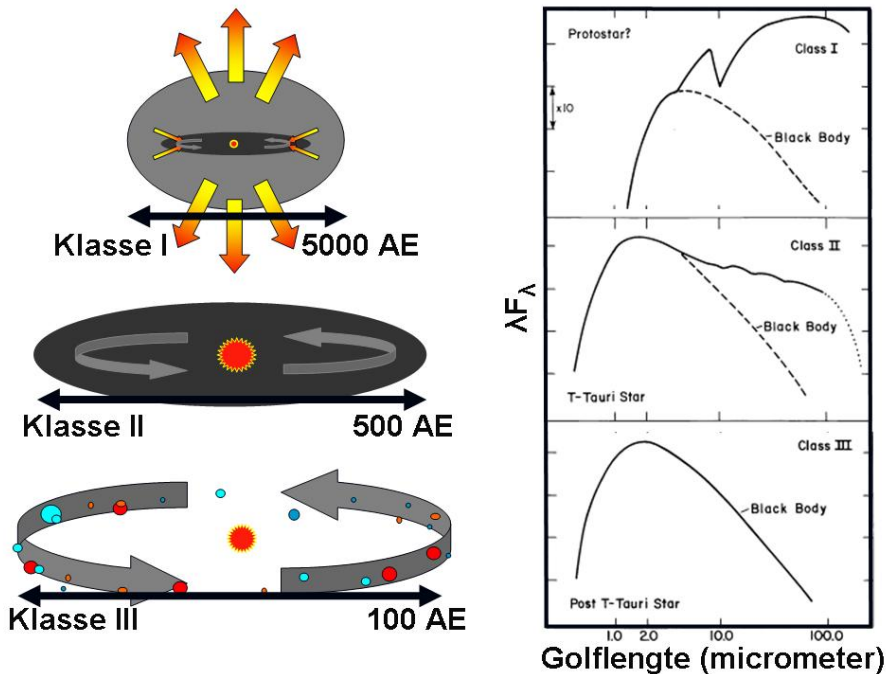 Klasse I 5000 AE
Klasse II 500 AE
Klasse III 100 AE
Protostar?
Class I
x10
Black Body
Class II
Black Body
T-Tauri Star
Class III
Black Body
Post T-Tauri Star
λFλ
1.0 2.0 10.0 100.0
Golflengte (micrometer)